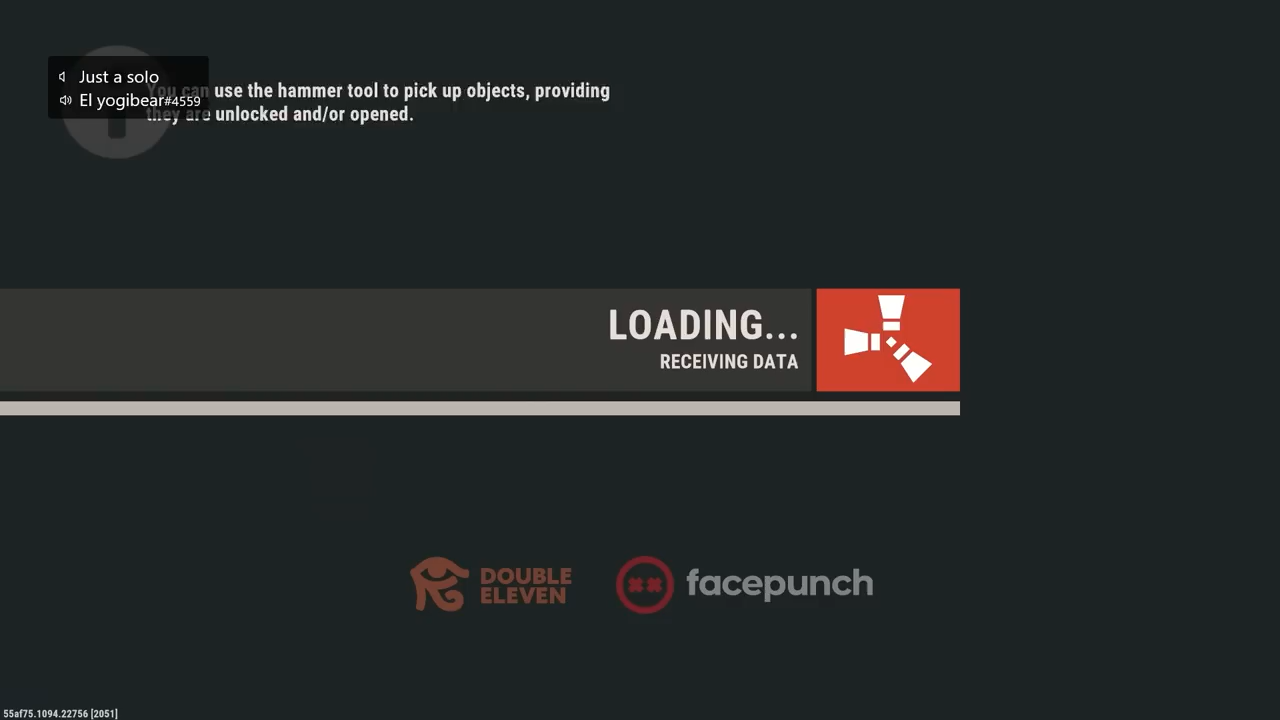 Just a solo
El yogibear#4559
You can use the hammer tool to pick up objects, providing
they are unlocked and/or opened.
LOADING...
RECEIVING DATA
DOUBLE
ELEVEN
facepunch
55af75.1094.22756 [2051]